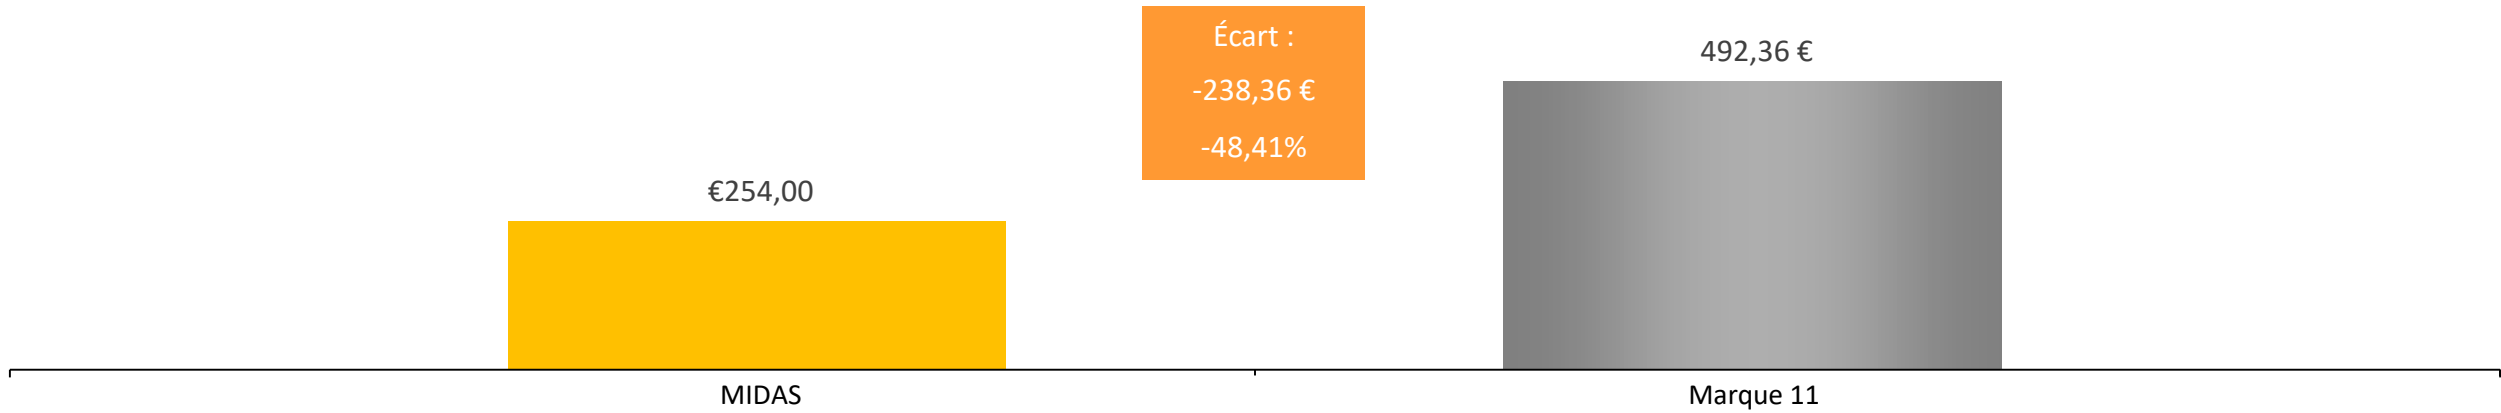 Écart :
-238,36 €
-48,41%
492,36 €
€254,00
MIDAS
Marque 11